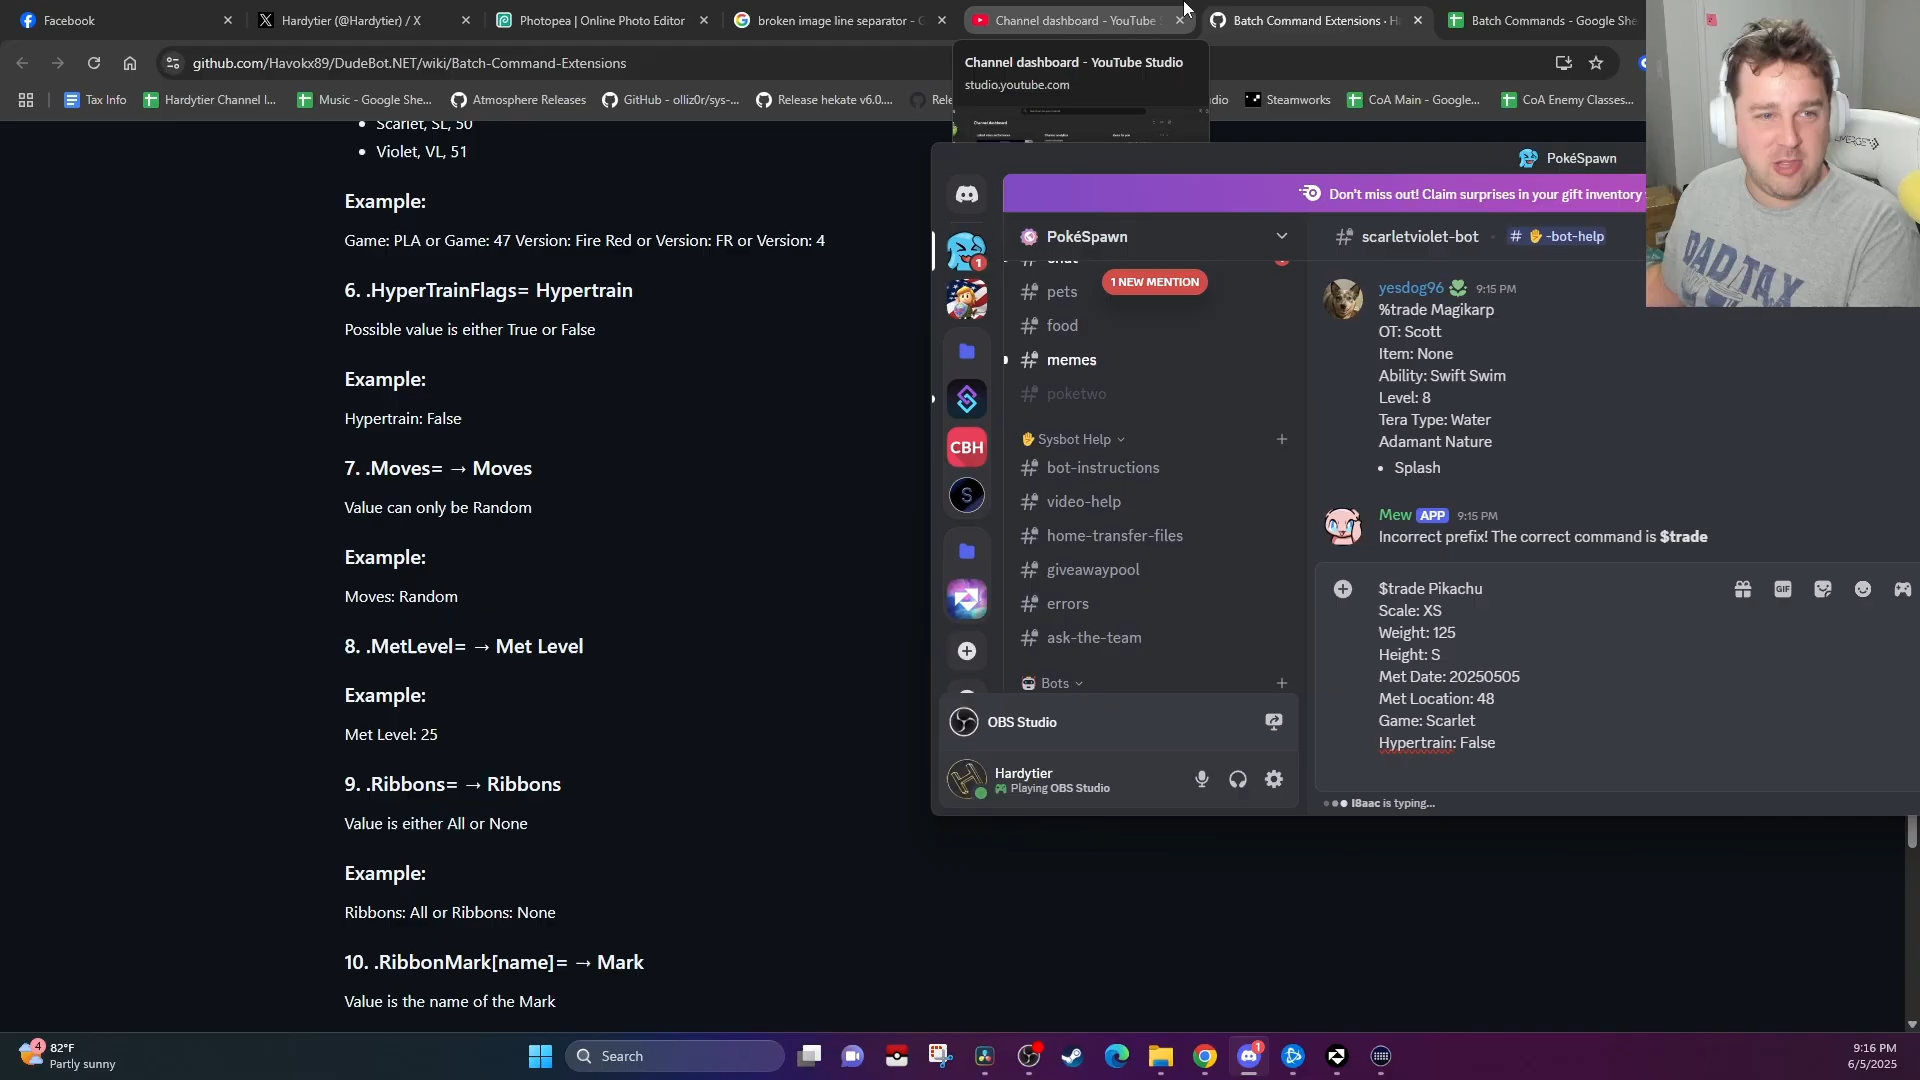 Facebook
Hardytier (@Hardytier) / X
Photopea | Online Photo Editor
broken image line separator - G
Channel dashboard - YouTube
Batch Command Extensions · H
Batch Commands - Google She
github.com/Havokx89/DudeBot.NET/wiki/Batch-Command-Extensions
Channel dashboard - YouTube Studio
studio.youtube.com
Tax Info
Hardytier Channel I...
Music - Google She...
Atmosphere Releases
GitHub - olliz0r/sys-...
Release hekate v6.0....
Rele
dio
Steamworks
CoA Main - Google...
CoA Enemy Classes...
Scarlet, SL, 50
Violet, VL, 51
Example:
Game: PLA or Game: 47 Version: Fire Red or Version: FR or Version: 4
6. .HyperTrainFlags= Hypertrain
Possible value is either True or False
Example:
Hypertrain: False
7. .Moves= → Moves
Value can only be Random
Example:
Moves: Random
8. .MetLevel= → Met Level
Example:
Met Level: 25
9. .Ribbons= → Ribbons
Value is either All or None
Example:
Ribbons: All or Ribbons: None
10. .RibbonMark[name]= → Mark
Value is the name of the Mark
PokéSpawn
Don't miss out! Claim surprises in your gift inventory
PokéSpawn
scarletviolet-bot
# -bot-help
chat
1 NEW MENTION
pets
food
memes
poketwo
Sysbot Help
bot-instructions
video-help
home-transfer-files
giveawaypool
errors
ask-the-team
Bots
CBH
S
1
OBS Studio
Hardytier
Playing OBS Studio
yesdog96 9:15 PM
%trade Magikarp
OT: Scott
Item: None
Ability: Swift Swim
Level: 8
Tera Type: Water
Adamant Nature
Splash
Mew APP 9:15 PM
Incorrect prefix! The correct command is $trade
$trade Pikachu
Scale: XS
Weight: 125
Height: S
Met Date: 20250505
Met Location: 48
Game: Scarlet
Hypertrain: False
GIF
l8aac is typing...
DAD TAX
4
82°F
Partly sunny
Search
1
9:16 PM
6/5/2025